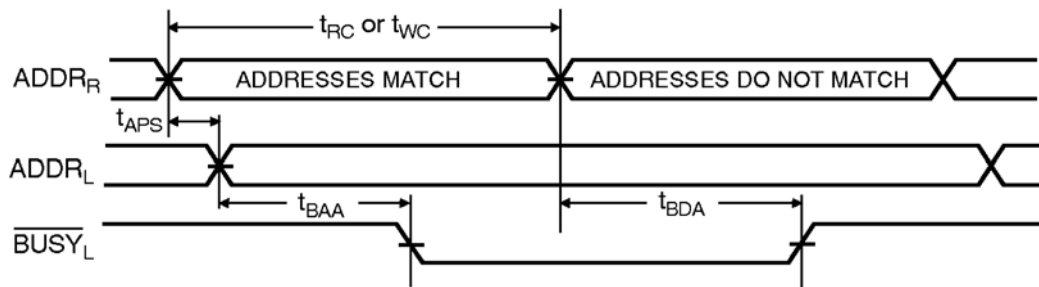 tRC or tWC
ADDRR ADDRESSES MATCH ADDRESSES DO NOT MATCH
tAPS
ADDRL
tBAA tBDA
BUSYL